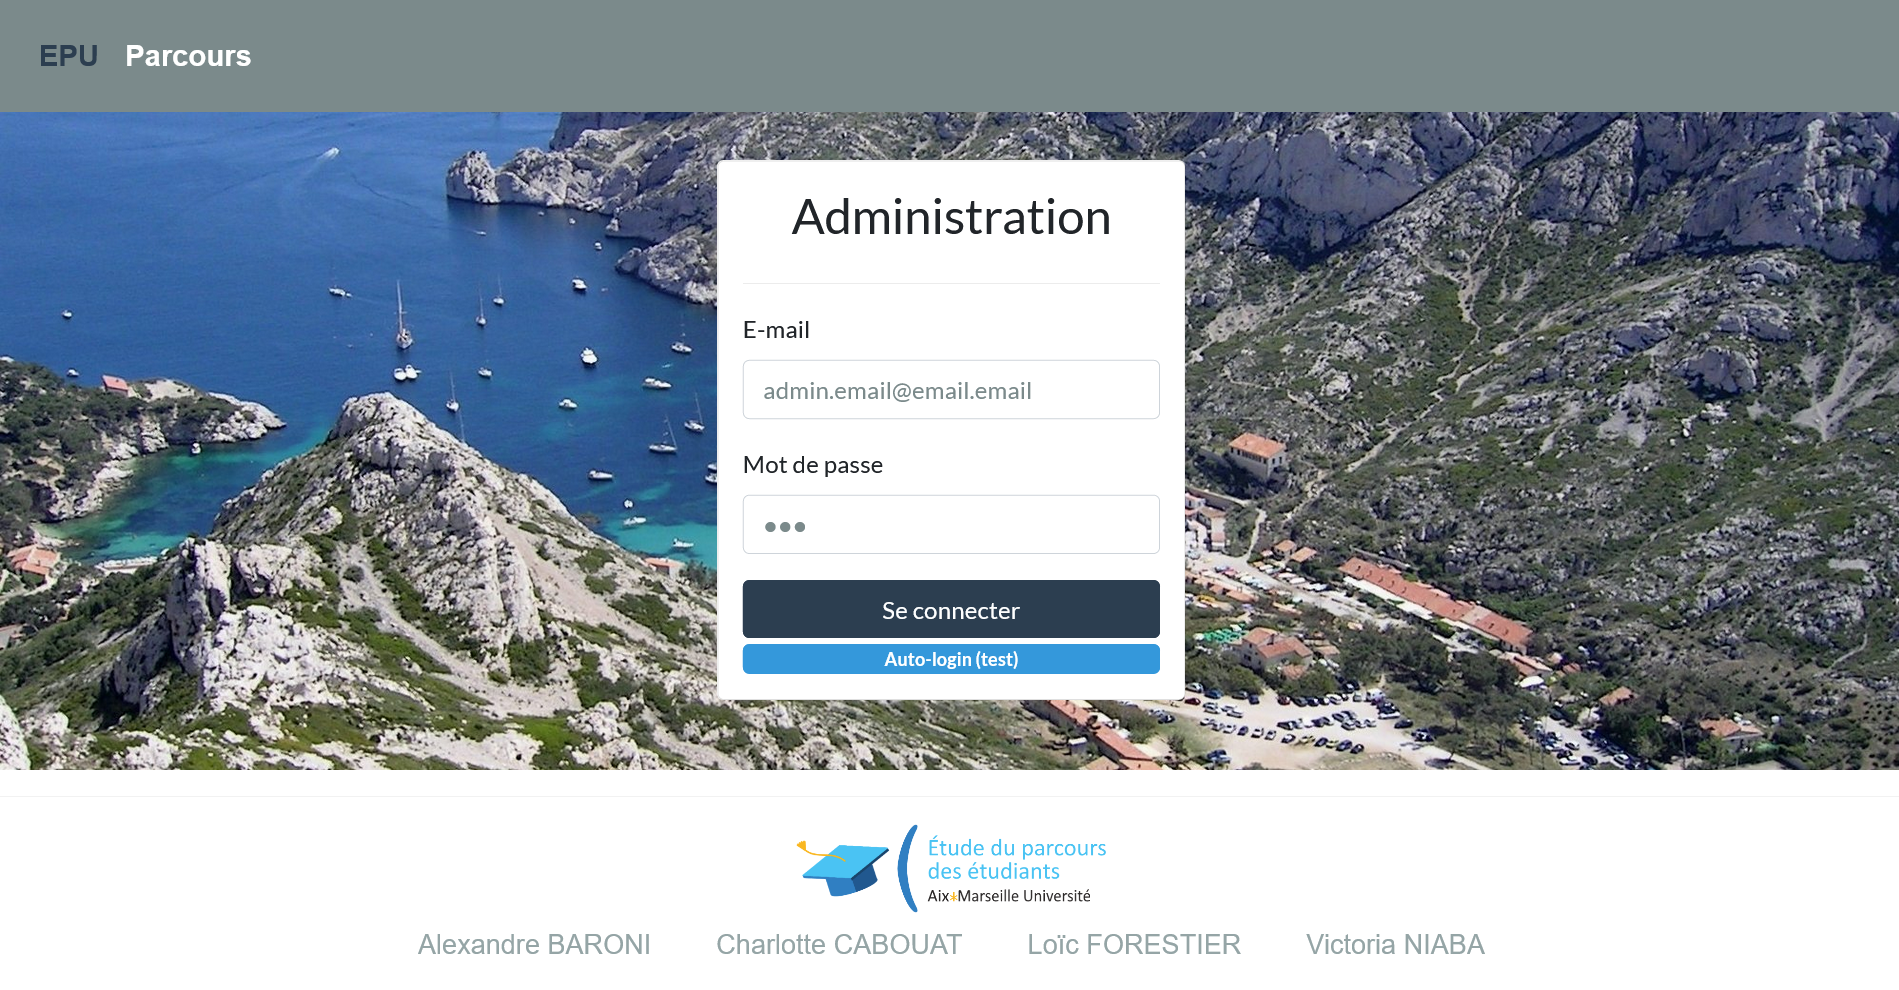 EPU Parcours
Administration
E-mail
admin.email@email.email
Mot de passe
Se connecter
Auto-login (test)
Étude du parcours
des étudiants
Aix*Marseille Université
Alexandre BARONI Charlotte CABOUAT Loïc FORESTIER Victoria NIABA